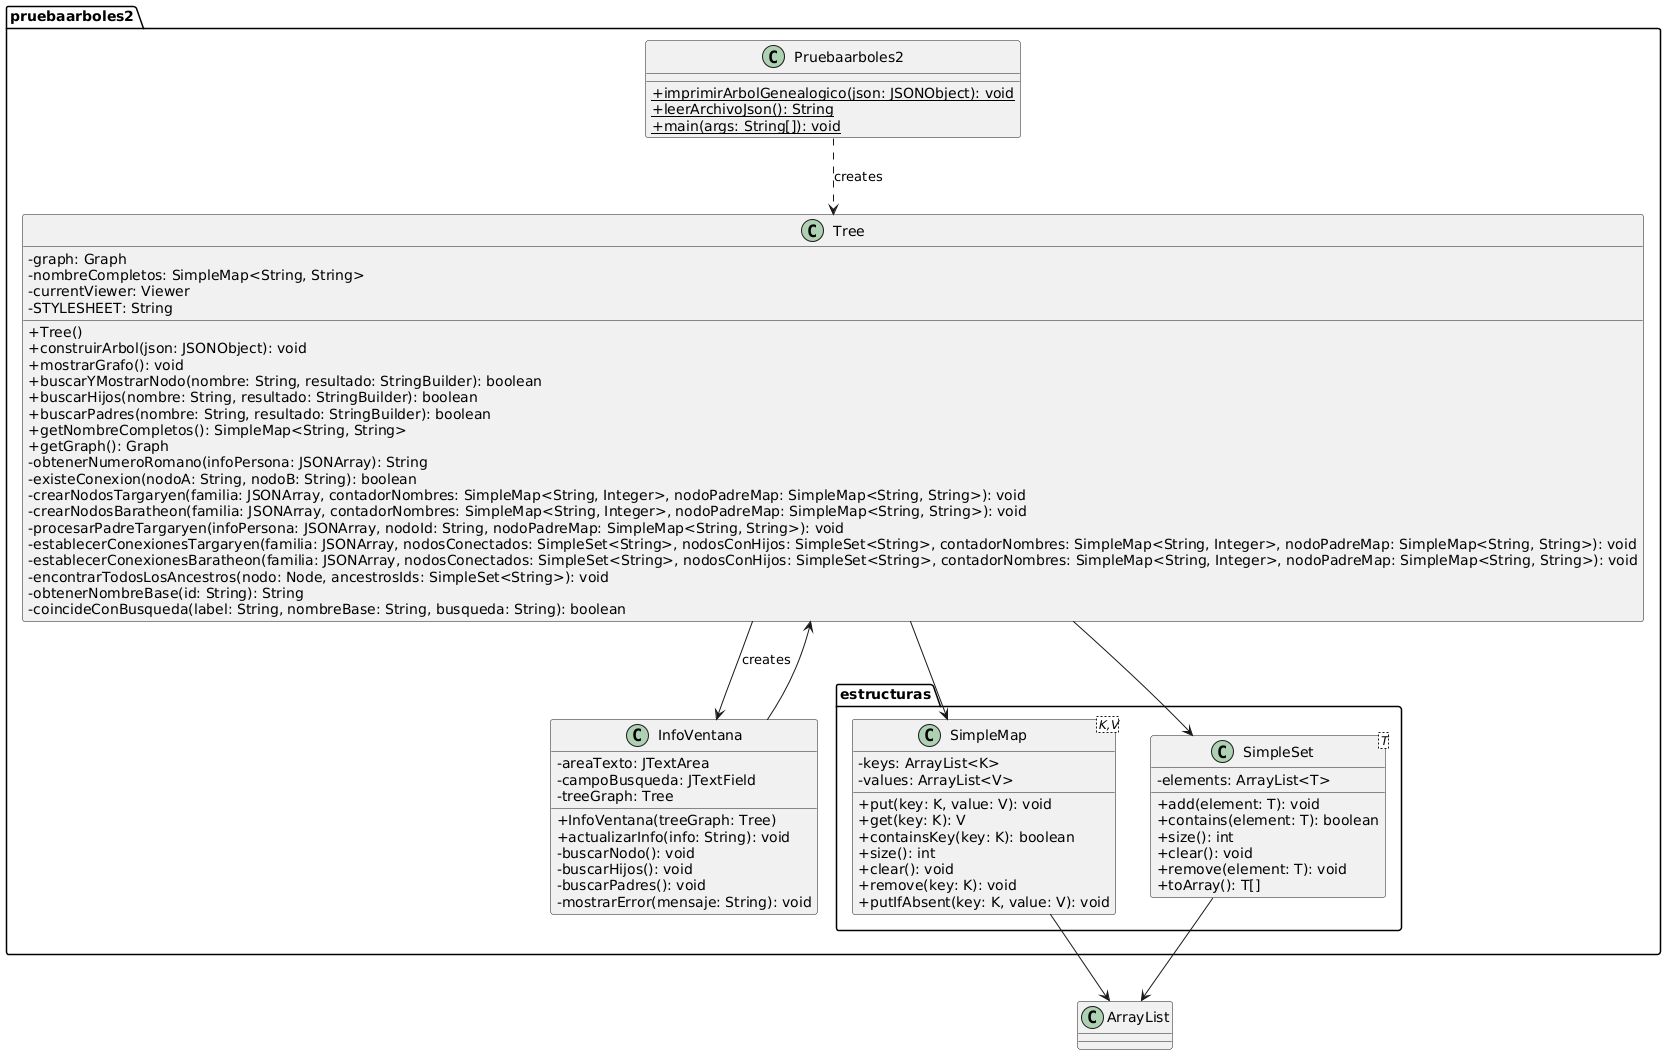 pruebaarboles2
C Pruebaarboles2
+imprimirArbolGenealogico(json: JSONObject): void
+leerArchivoJson(): String
+main(args: String[]): void
creates
C Tree
-graph: Graph
-nombreCompletos: SimpleMap<String, String>
-currentViewer: Viewer
-STYLESHEET: String
+Tree()
+construirArbol(json: JSONObject): void
+mostrarGrafo(): void
+buscarYMostrarNodo(nombre: String, resultado: StringBuilder): boolean
+buscarHijos(nombre: String, resultado: StringBuilder): boolean
+buscarPadres(nombre: String, resultado: StringBuilder): boolean
+getNombreCompletos(): SimpleMap<String, String>
+getGraph(): Graph
-obtenerNumeroRomano(infoPersona: JSONArray): String
-existeConexion(nodoA: String, nodoB: String): boolean
-crearNodosTargaryen(familia: JSONArray, contadorNombres: SimpleMap<String, Integer>, nodoPadreMap: SimpleMap<String, String>): void
-crearNodosBaratheon(familia: JSONArray, contadorNombres: SimpleMap<String, Integer>, nodoPadreMap: SimpleMap<String, String>): void
-procesarPadreTargaryen(infoPersona: JSONArray, nodoId: String, nodoPadreMap: SimpleMap<String, String>): void
-establecerConexionesTargaryen(familia: JSONArray, nodosConectados: SimpleSet<String>, nodosConHijos: SimpleSet<String>, contadorNombres: SimpleMap<String, Integer>, nodoPadreMap: SimpleMap<String, String>): void
-establecerConexionesBaratheon(familia: JSONArray, nodosConectados: SimpleSet<String>, nodosConHijos: SimpleSet<String>, contadorNombres: SimpleMap<String, Integer>, nodoPadreMap: SimpleMap<String, String>): void
-encontrarTodosLosAncestros(nodo: Node, ancestrosIds: SimpleSet<String>): void
-obtenerNombreBase(id: String): String
-coincideConBusqueda(label: String, nombreBase: String, busqueda: String): boolean
creates
C InfoVentana
-areaTexto: JTextArea
-campoBusqueda: JTextField
-treeGraph: Tree
+InfoVentana(treeGraph: Tree)
+actualizarInfo(info: String): void
-buscarNodo(): void
-buscarHijos(): void
-buscarPadres(): void
-mostrarError(mensaje: String): void
estructuras
C SimpleMap K,V
-keys: ArrayList<K>
-values: ArrayList<V>
+put(key: K, value: V): void
+get(key: K): V
+containsKey(key: K): boolean
+size(): int
+clear(): void
+remove(key: K): void
+putIfAbsent(key: K, value: V): void
C SimpleSet T
-elements: ArrayList<T>
+add(element: T): void
+contains(element: T): boolean
+size(): int
+clear(): void
+remove(element: T): void
+toArray(): T[]
C ArrayList